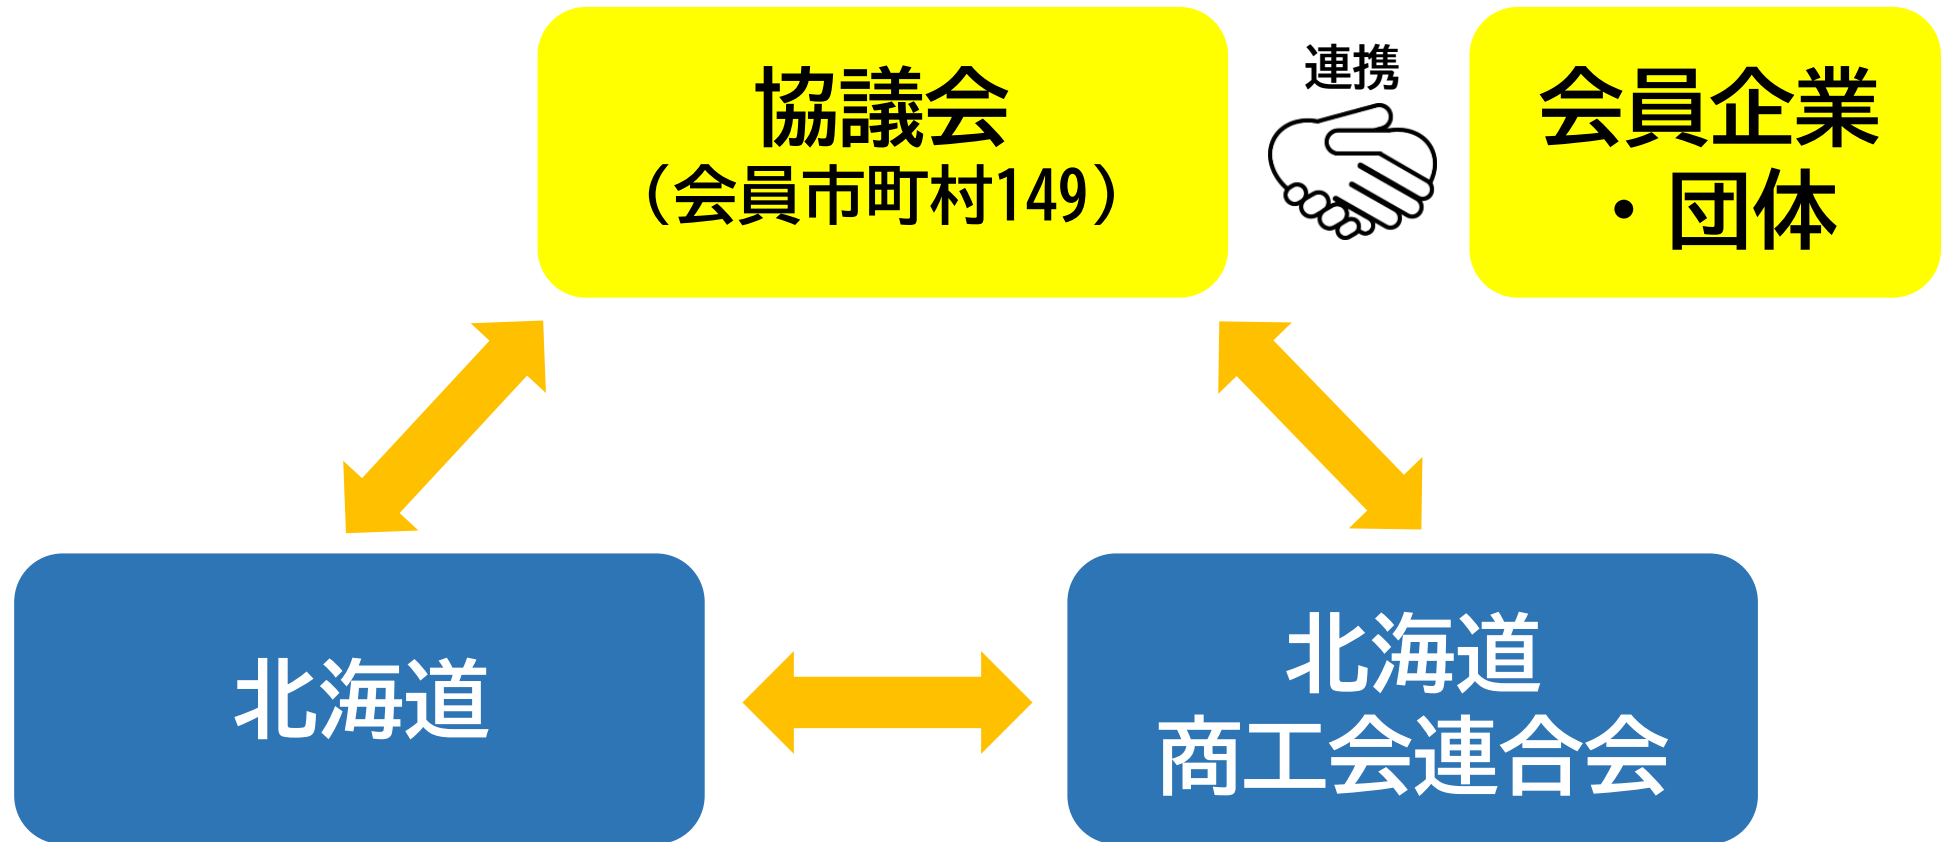 協議会
（会員市町村149）
連携
会員企業
・団体
北海道
北海道
商工会連合会